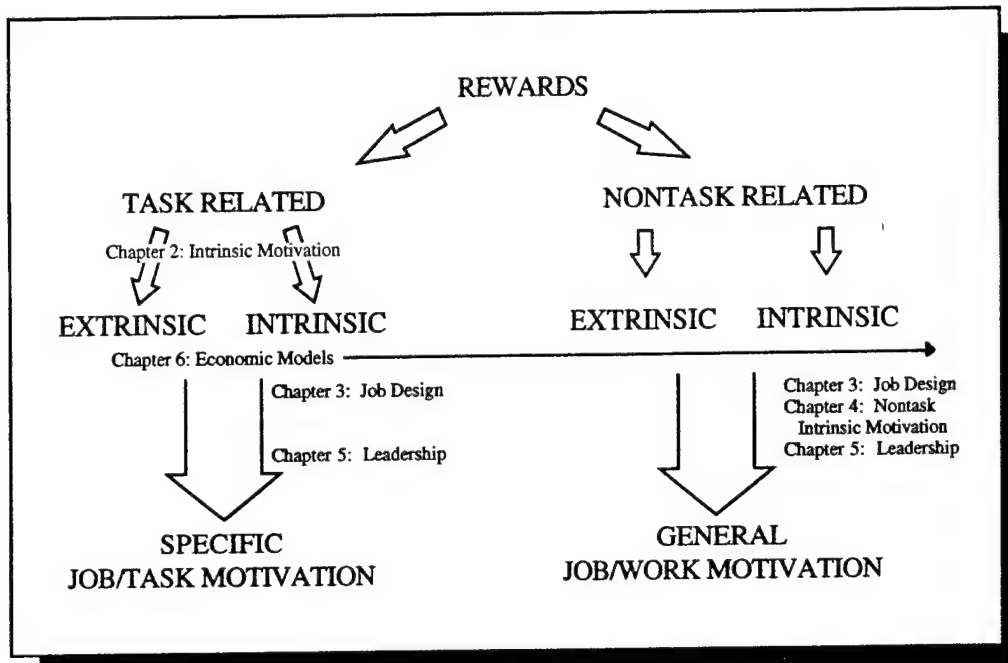 REWARDS
TASK RELATED
NONTASK RELATED
Chapter 2: Intrinsic Motivation
EXTRINSIC
INTRINSIC
EXTRINSIC
INTRINSIC
Chapter 6: Economic Models
Chapter 3: Job Design
Chapter 5: Leadership
Chapter 3: Job Design
Chapter 4: Nontask
Intrinsic Motivation
Chapter 5: Leadership
SPECIFIC
JOB/TASK MOTIVATION
GENERAL
JOB/WORK MOTIVATION